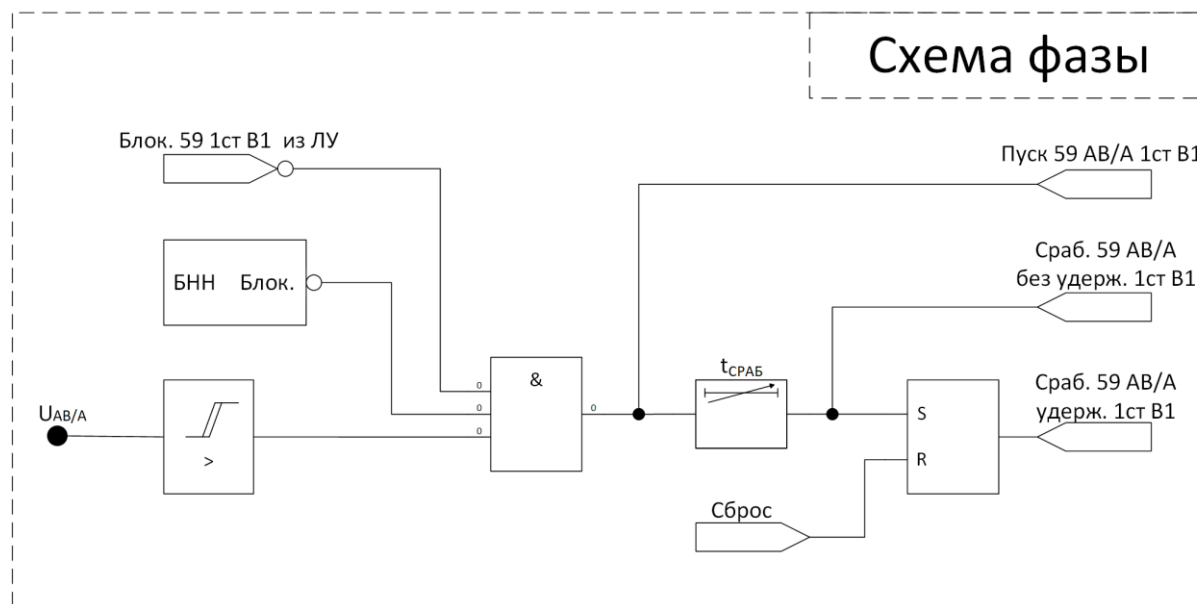 Схема фазы
Блок. 59 1ст В1 из ЛУ
Пуск 59 АВ/А 1ст В1
БНН Блок.
Сраб. 59 АВ/А
без удерж. 1ст В1
UАВ/А
>
&
0
0
0
0
tСРАБ
S
R
Сраб. 59 АВ/А
удерж. 1ст В1
Сброс